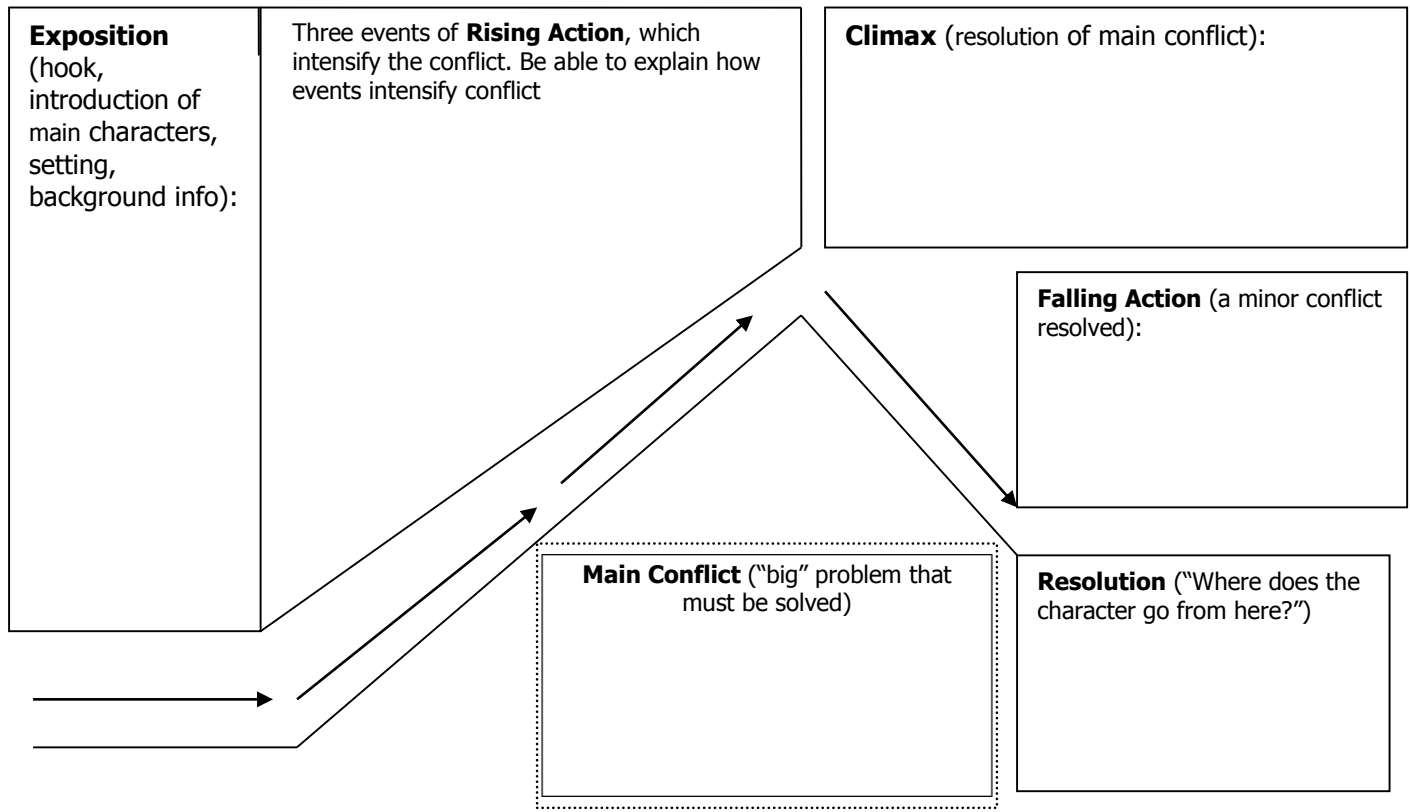 Exposition
(hook,
introduction of
main characters,
setting,
background info):
Three events of Rising Action, which
intensify the conflict. Be able to explain how
events intensify conflict
Climax (resolution of main conflict):
Falling Action (a minor conflict
resolved):
Main Conflict (“big” problem that
must be solved)
Resolution (“Where does the
character go from here?”)